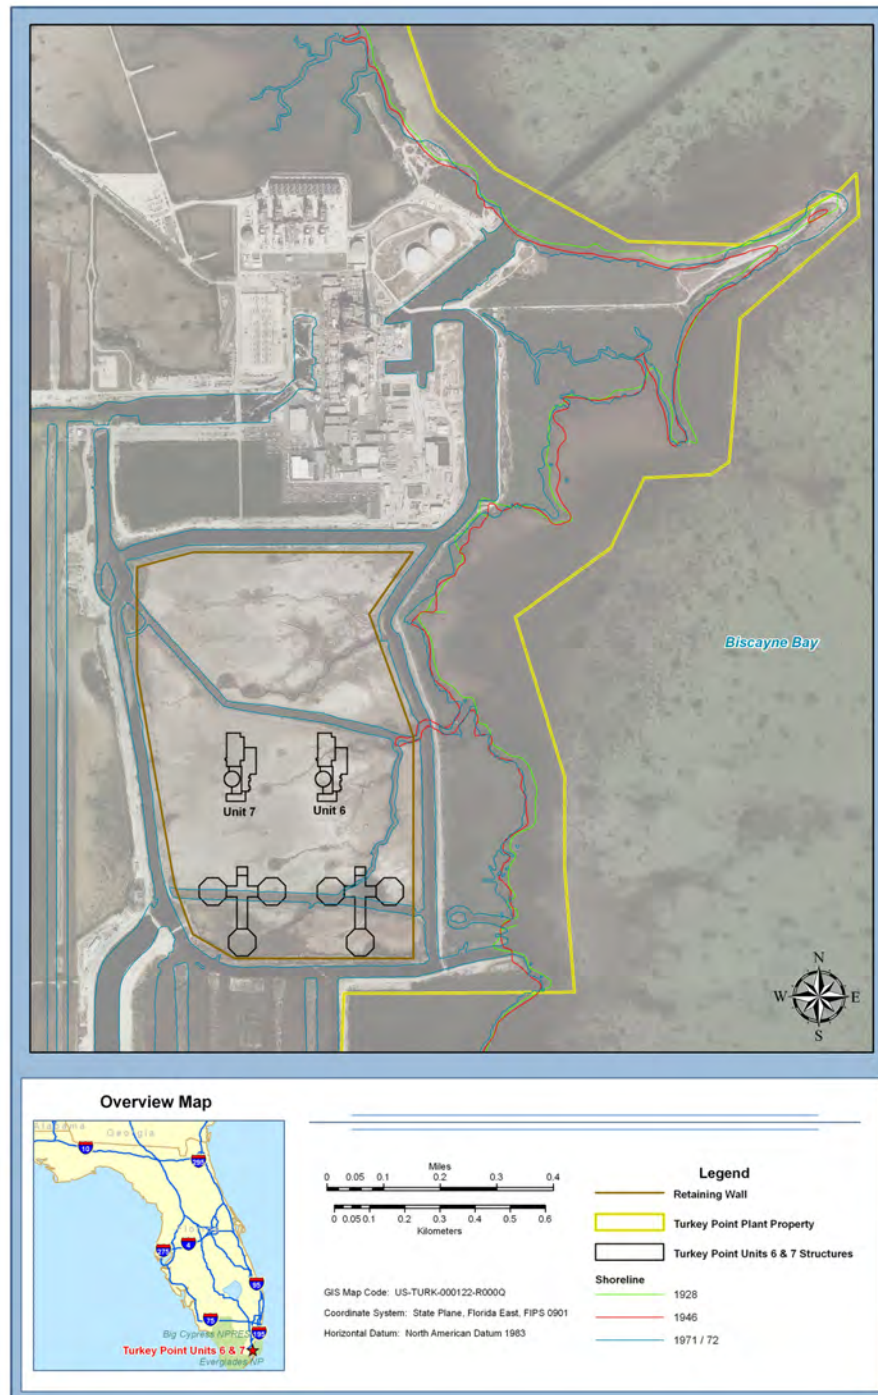 Biscayne Bay
Unit 7
Unit 6
N
W
E
S
Overview Map
Alabama
Georgia
10
295
275
4
95
75
195
Big Cypress NPRES
Turkey Point Units 6 & 7
Everglades NP
Miles
0 0.05 0.1 0.2 0.3 0.4
0 0.05 0.1 0.2 0.3 0.4 0.5 0.6
Kilometers
GIS Map Code: US-TURK-000122-R000Q
Coordinate System: State Plane, Florida East, FIPS 0901
Horizontal Datum: North American Datum 1983
Legend
Retaining Wall
Turkey Point Plant Property
Turkey Point Units 6 & 7 Structures
Shoreline
1928
1946
1971 / 72